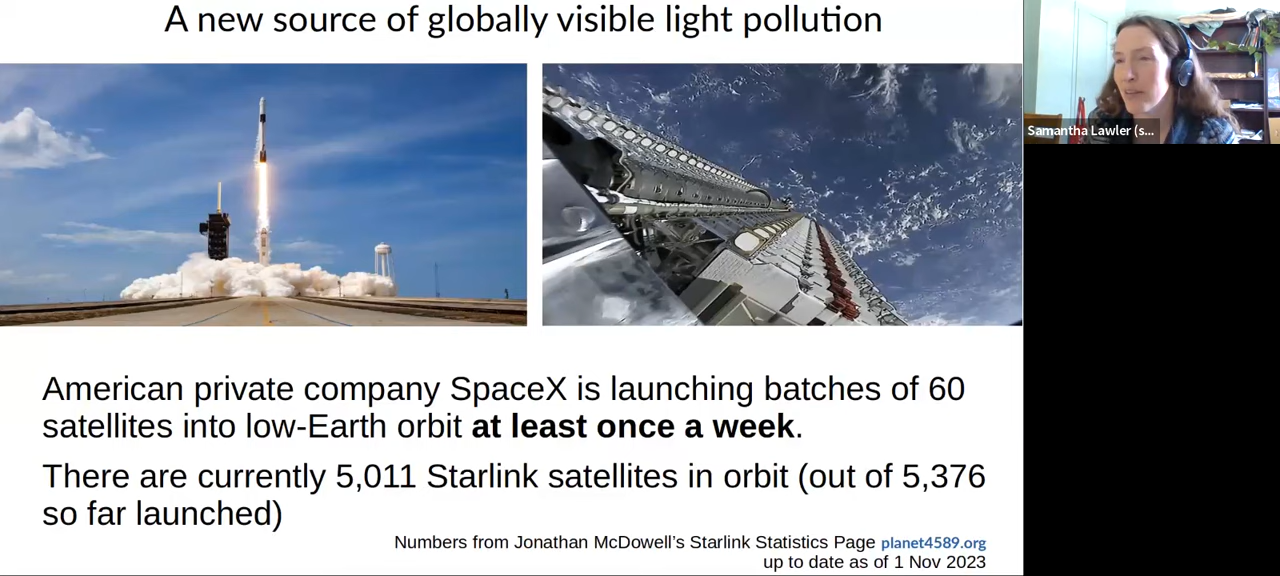 A new source of globally visible light pollution
Samantha Lawler (s...
American private company SpaceX is launching batches of 60
satellites into low-Earth orbit at least once a week.
There are currently 5,011 Starlink satellites in orbit (out of 5,376
so far launched)
Numbers from Jonathan McDowell's Starlink Statistics Page planet4589.org
up to date as of 1 Nov 2023